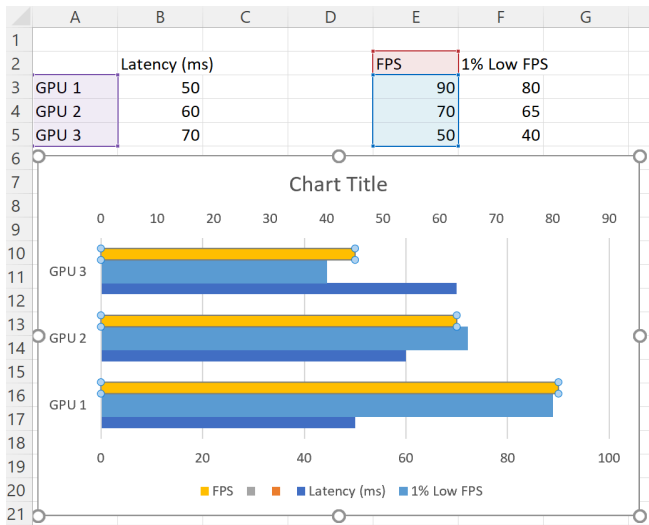 A B C D E F G
1
2 Latency (ms) FPS 1% Low FPS
3 GPU 1 50 90 80
4 GPU 2 60 70 65
5 GPU 3 70 50 40
6
7 Chart Title
8
9 0 10 20 30 40 50 60 70 80 90
10
11 GPU 3
12
13
14 GPU 2
15
16
17 GPU 1
18
19 0 20 40 60 80 100
20 FPS Latency (ms) 1% Low FPS
21